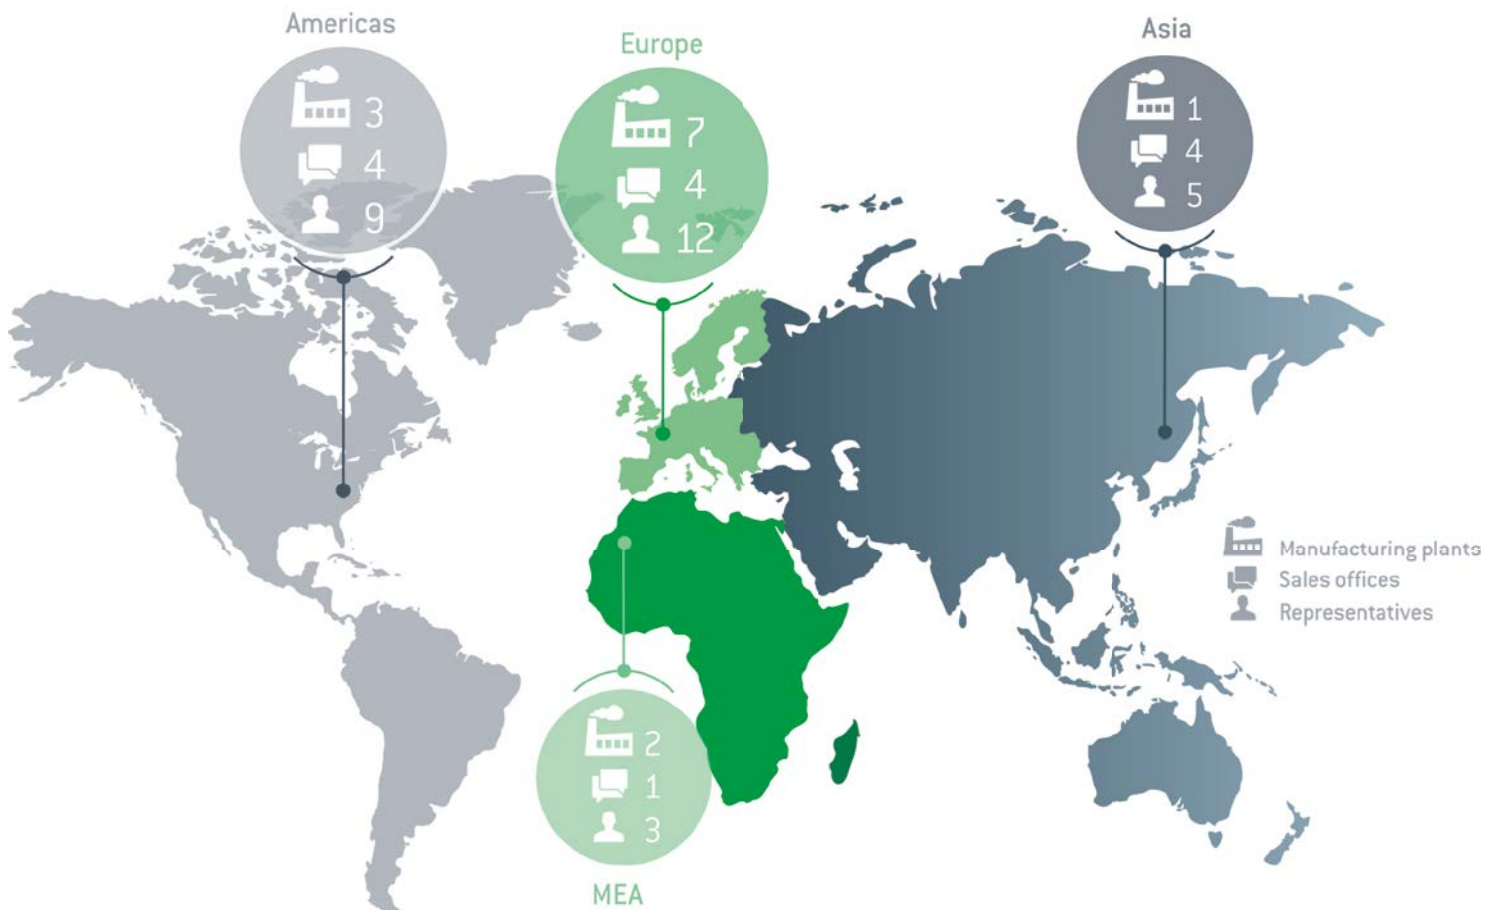 Americas
3
4
9
Europe
7
4
12
Asia
1
4
5
Manufacturing plants
Sales offices
Representatives
2
1
3
MEA